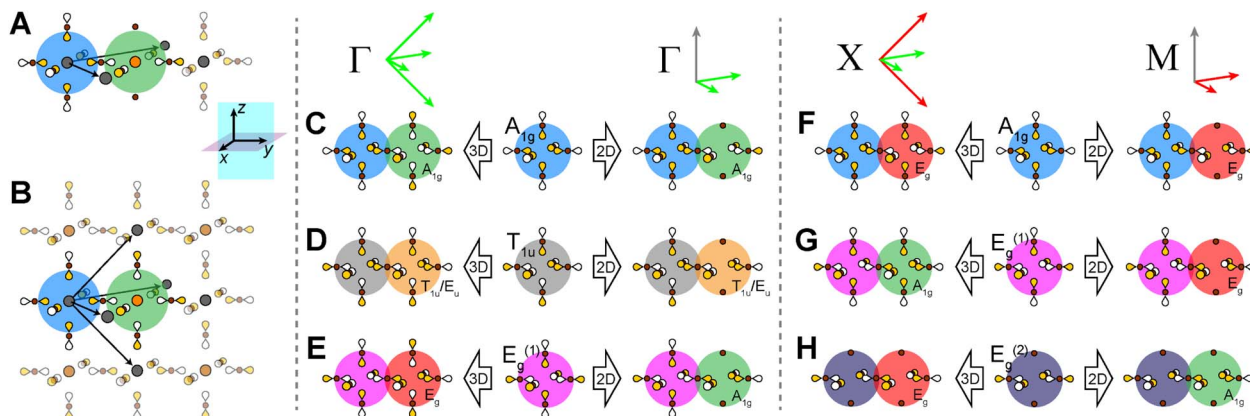 A
z
x
y
B
Γ
Γ
X
M
C
A1g
3D
A1g
2D
A1g
D
T1u/Eu
3D
T1u
2D
T1u/Eu
E
Eg
3D
Eg(1)
2D
A1g
F
Eg
3D
A1g
2D
Eg
G
A1g
3D
Eg(1)
2D
Eg
H
Eg
3D
Eg(2)
2D
A1g